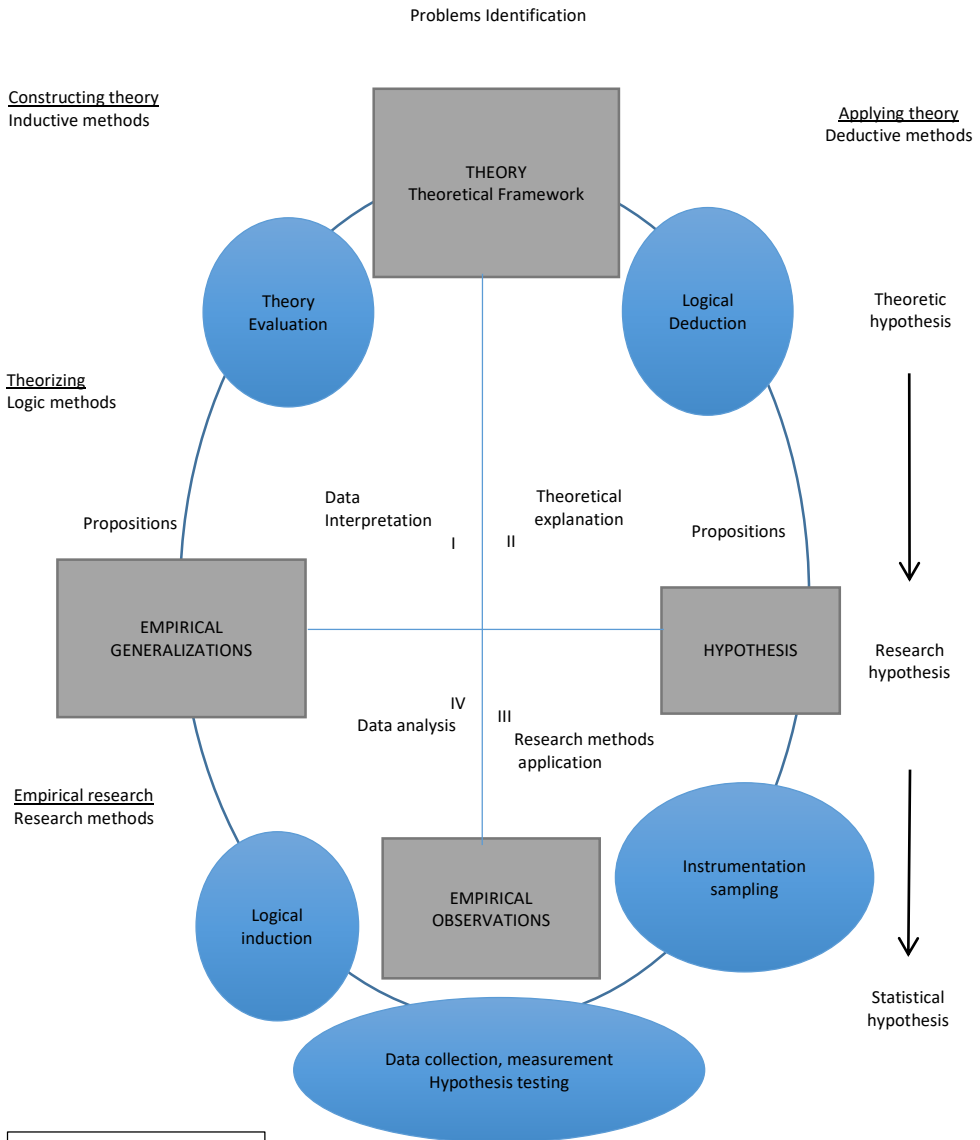 Problems Identification
Constructing theory
Inductive methods
Applying theory
Deductive methods
THEORY
Theoretical Framework
Theory
Evaluation
Logical
Deduction
Theoretic
hypothesis
Theorizing
Logic methods
Data
Interpretation
I
Theoretical
explanation
II
Propositions
Propositions
EMPIRICAL
GENERALIZATIONS
HYPOTHESIS
Research
hypothesis
IV
Data analysis
III
Research methods
application
Empirical research
Research methods
Instrumentation
sampling
Logical
induction
EMPIRICAL
OBSERVATIONS
Statistical
hypothesis
Data collection, measurement
Hypothesis testing